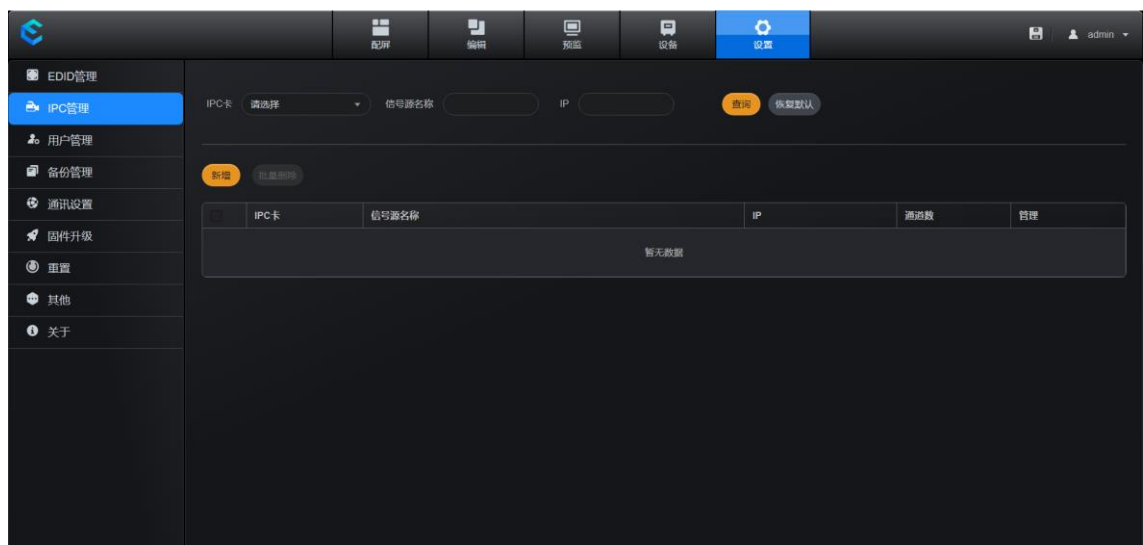 配屏 编辑 预监 设备 设置 admin
EDID管理
IPC管理
用户管理
备份管理
通讯设置
固件升级
重置
其他
关于
IPC卡 请选择 信号源名称 IP 查询 恢复默认
新增 批量删除
IPC卡 信号源名称 IP 通道数 管理
暂无数据